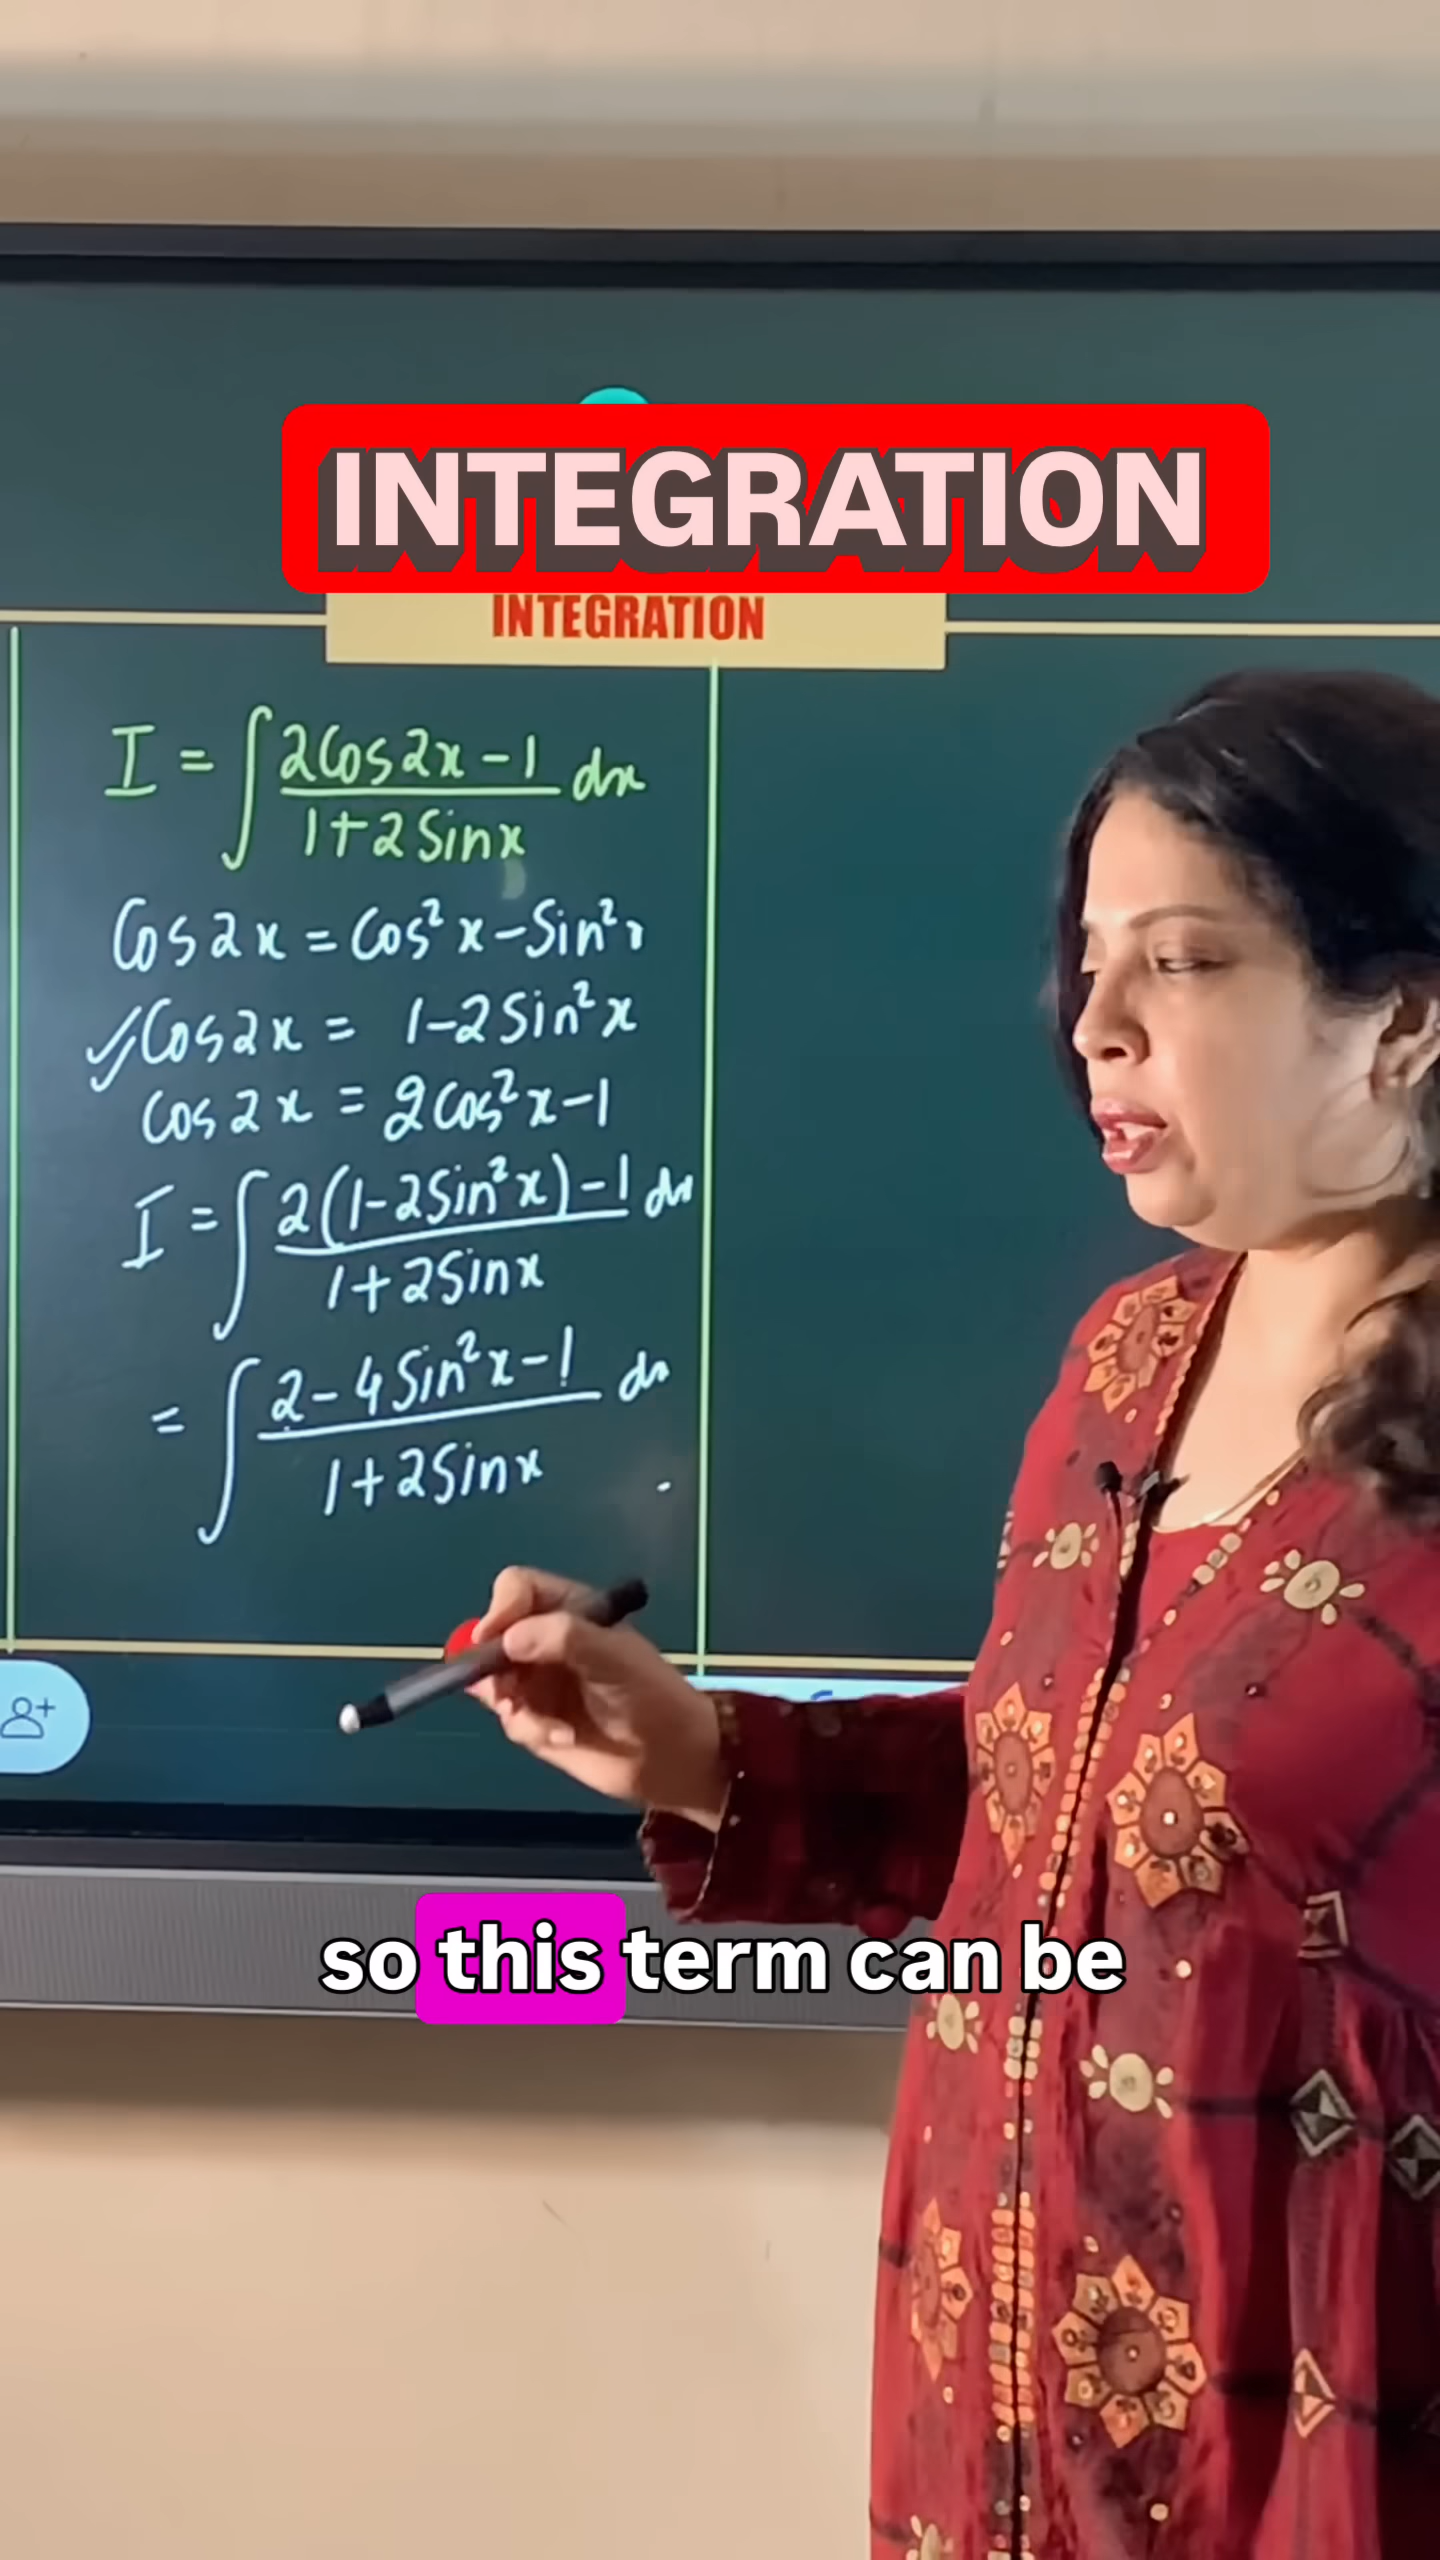 INTEGRATION
INTEGRATION
I = ∫ 2Cos2x-1 / 1+2Sinx dx
Cos2x = Cos²x-Sin²x
✓Cos2x = 1-2Sin²x
Cos2x = 2Cos²x-1
I = ∫ 2(1-2Sin²x)-1 / 1+2Sinx dx
= ∫ 2-4Sin²x-1 / 1+2Sinx dx
so this term can be